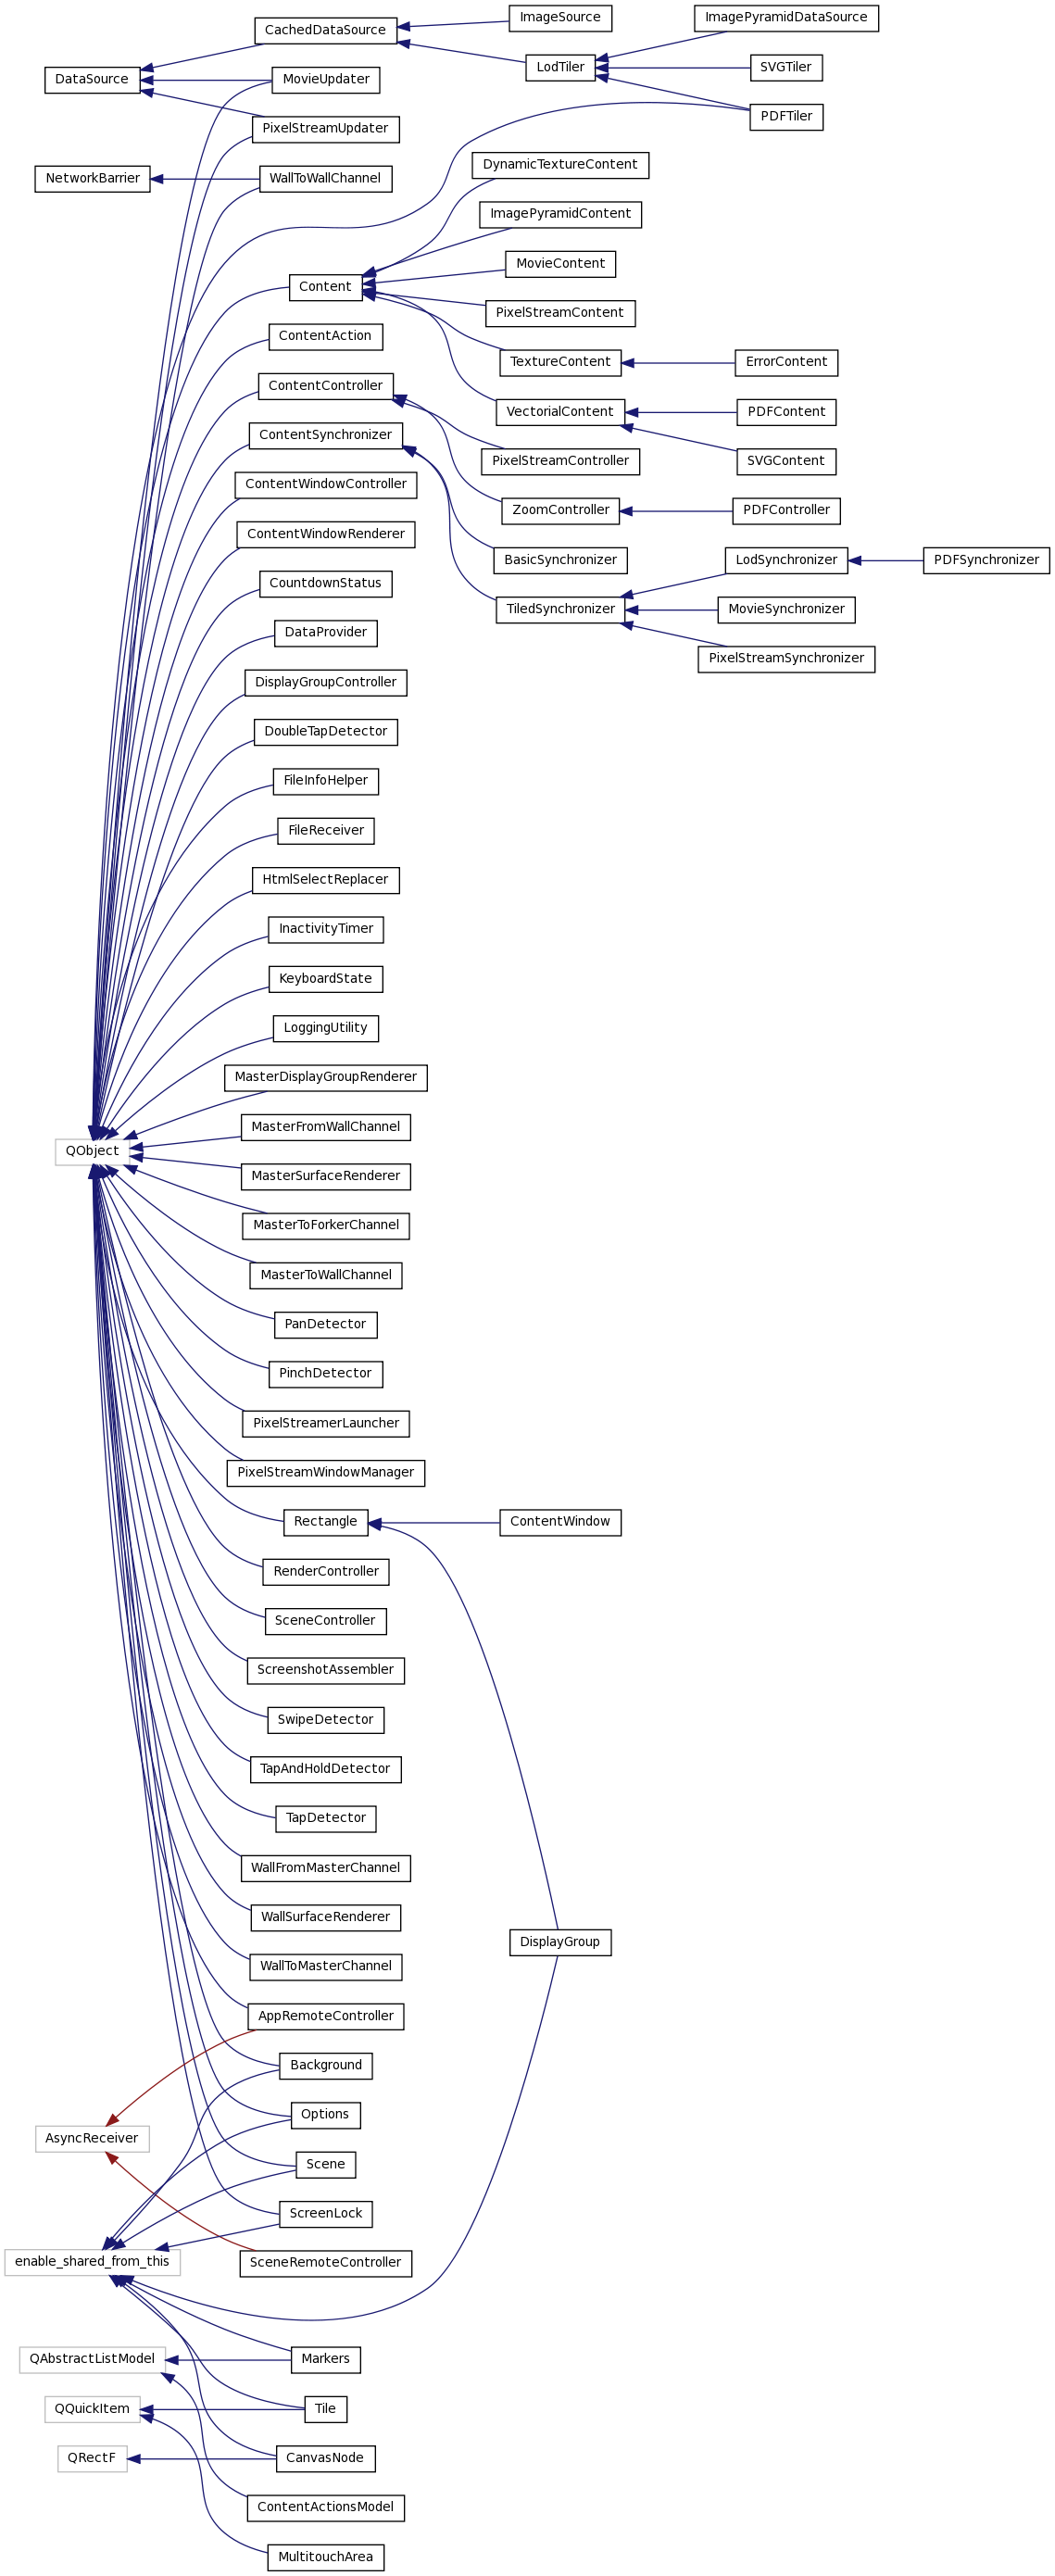 ImageSource
ImagePyramidDataSource
CachedDataSource
LodTiler
SVGTiler
DataSource
MovieUpdater
PDFTiler
PixelStreamUpdater
DynamicTextureContent
NetworkBarrier
WallToWallChannel
ImagePyramidContent
MovieContent
Content
PixelStreamContent
ContentAction
TextureContent
ErrorContent
ContentController
VectorialContent
PDFContent
ContentSynchronizer
PixelStreamController
SVGContent
ContentWindowController
ZoomController
PDFController
ContentWindowRenderer
BasicSynchronizer
LodSynchronizer
PDFSynchronizer
CountdownStatus
TiledSynchronizer
MovieSynchronizer
DataProvider
PixelStreamSynchronizer
DisplayGroupController
DoubleTapDetector
FileInfoHelper
FileReceiver
HtmlSelectReplacer
InactivityTimer
KeyboardState
LoggingUtility
MasterDisplayGroupRenderer
MasterFromWallChannel
QObject
MasterSurfaceRenderer
MasterToForkerChannel
MasterToWallChannel
PanDetector
PinchDetector
PixelStreamerLauncher
PixelStreamWindowManager
Rectangle
ContentWindow
RenderController
SceneController
ScreenshotAssembler
SwipeDetector
TapAndHoldDetector
TapDetector
WallFromMasterChannel
WallSurfaceRenderer
DisplayGroup
WallToMasterChannel
AppRemoteController
Background
Options
AsyncReceiver
Scene
ScreenLock
enable_shared_from_this
SceneRemoteController
QAbstractListModel
Markers
QQuickItem
Tile
QRectF
CanvasNode
ContentActionsModel
MultitouchArea